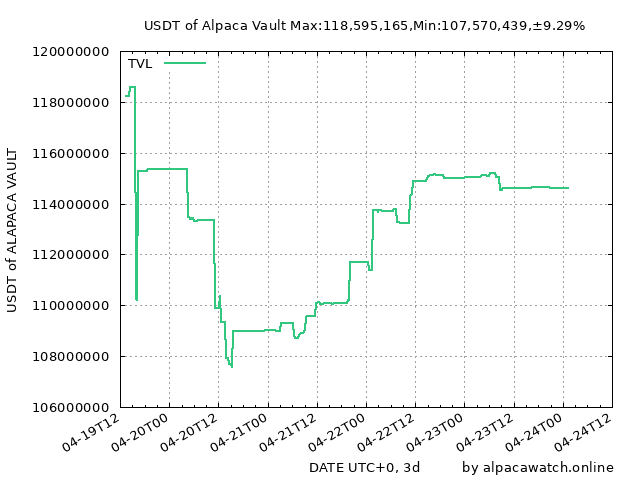 USDT of Alpaca Vault Max:118,595,165,Min:107,570,439,±9.29%
TVL
120000000
118000000
116000000
114000000
112000000
110000000
108000000
106000000
USDT of ALAPACA VAULT
04-19T12
04-20T00
04-20T12
04-21T00
04-21T12
04-22T00
04-22T12
04-23T00
04-23T12
04-24T00
04-24T12
DATE UTC+0, 3d
by alpacawatch.online